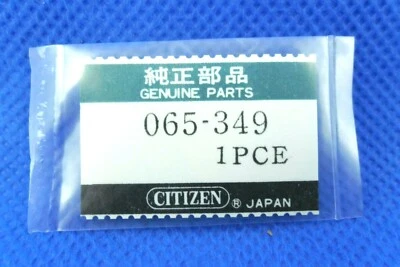 純正部品
GENUINE PARTS
065-349
1PCE
CITIZEN ® JAPAN